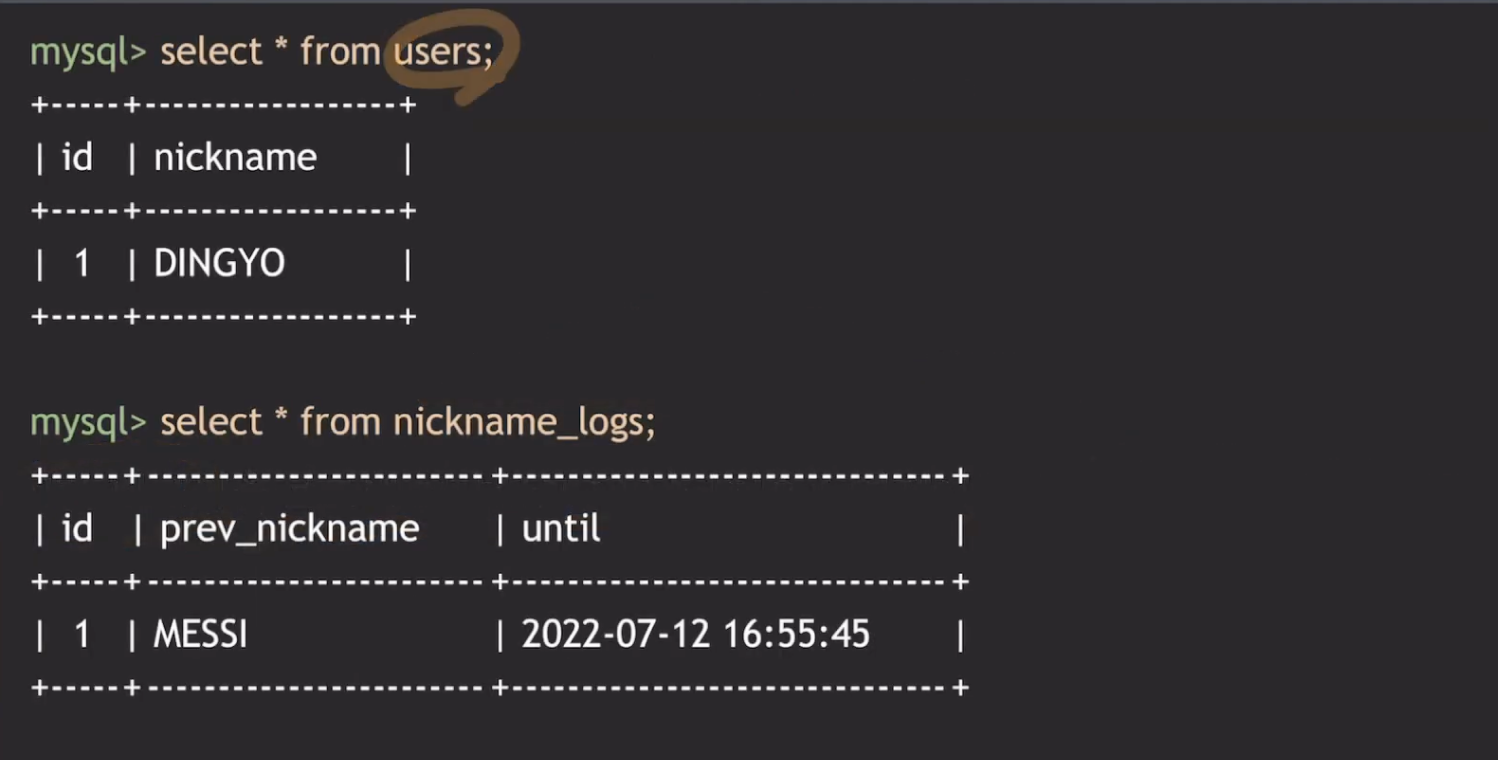 mysql> select * from users;
+-----+------------------+
| id | nickname |
+-----+------------------+
| 1 | DINGYO |
+-----+------------------+
mysql> select * from nickname_logs;
+-----+------------------------+-------------------------------+
| id | prev_nickname | until |
+-----+------------------------+-------------------------------+
| 1 | MESSI | 2022-07-12 16:55:45 |
+-----+------------------------+-------------------------------+